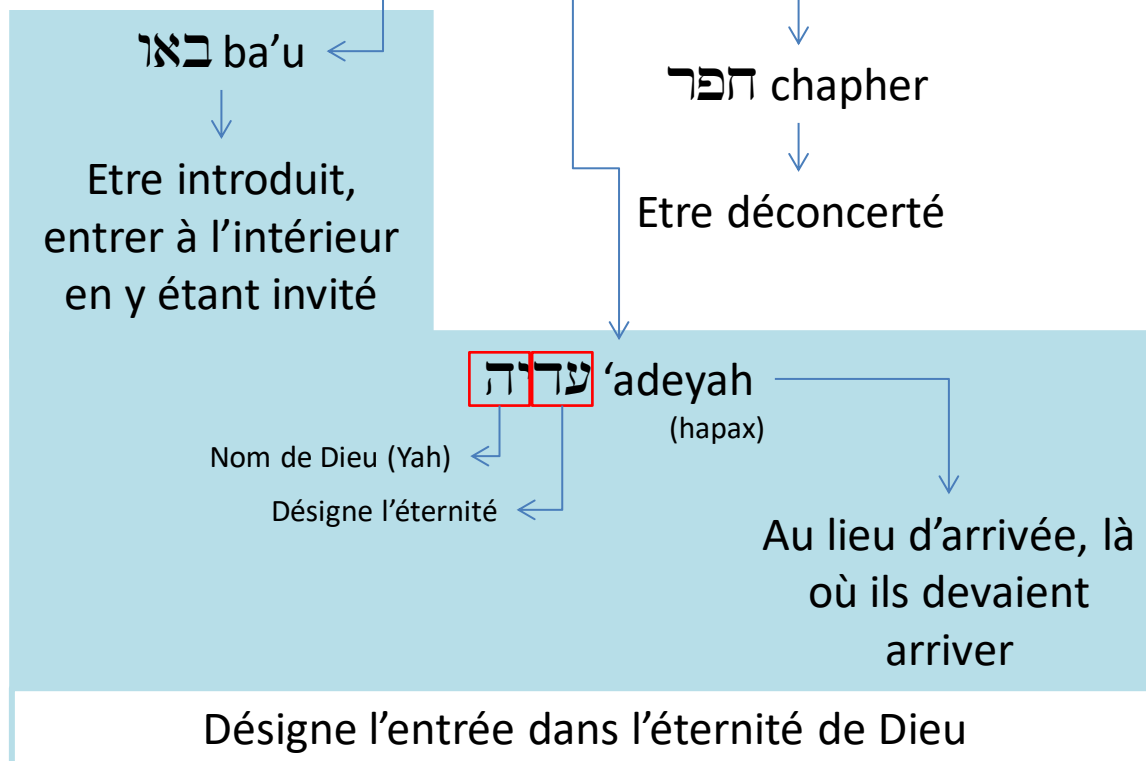 באו ba’u
Etre introduit,
entrer à l’intérieur
en y étant invité
חפר chapher
Etre déconcerté
עדיה ‘adeyah
(hapax)
Nom de Dieu (Yah)
Désigne l’éternité
Au lieu d’arrivée, là
où ils devaient
arriver
Désigne l’entrée dans l’éternité de Dieu